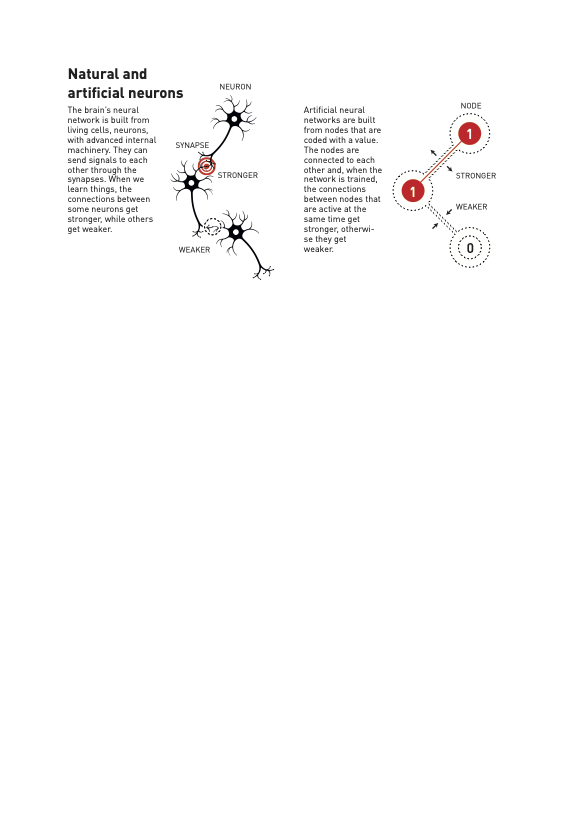 Natural and
artificial neurons
The brain's neural
network is built from
living cells, neurons,
with advanced internal
machinery. They can
send signals to each
other through the
synapses. When we
learn things, the
connections between
some neurons get
stronger, while others
get weaker.
NEURON
SYNAPSE
STRONGER
WEAKER
Artificial neural
networks are built
from nodes that are
coded with a value.
The nodes are
connected to each
other and, when the
network is trained,
the connections
between nodes that
are active at the
same time get
stronger, otherwi-
se they get
weaker.
NODE
1
STRONGER
1
WEAKER
0